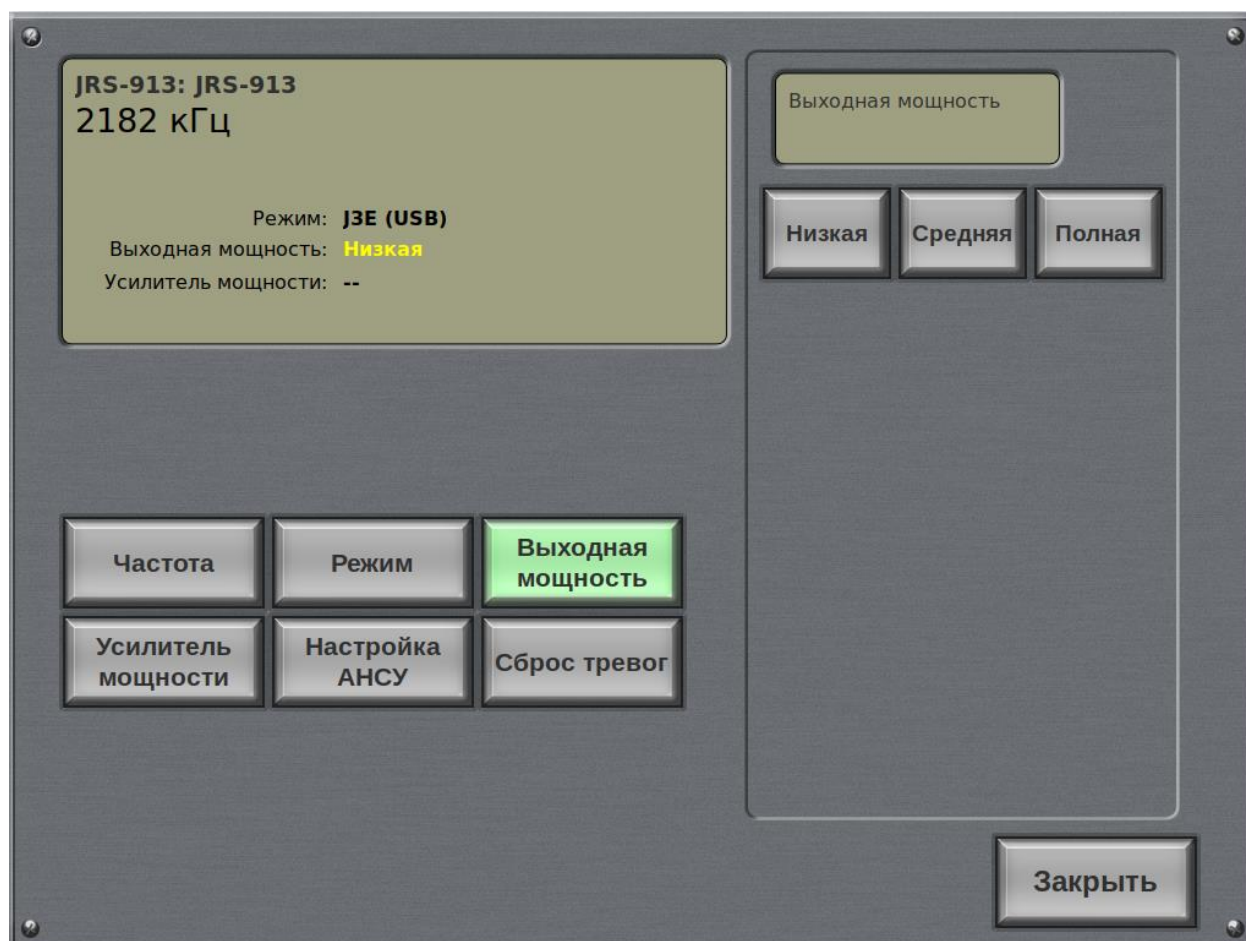 JRS-913: JRS-913
2182 кГц
Режим: J3E (USB)
Выходная мощность: Низкая
Усилитель мощности: --
Выходная мощность
Низкая Средняя Полная
Частота Режим Выходная
мощность
Усилитель
мощности
Настройка
АНСУ
Сброс тревог
Закрыть